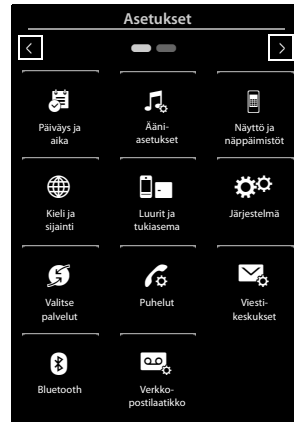 Asetukset
Päiväys ja
aika
Ääni-
asetukset
Näyttö ja
näppäimistöt
Kieli ja
sijainti
Luurit ja
tukiasema
Järjestelmä
Valitse
palvelut
Puhelut
Viesti-
keskukset
Bluetooth
Verkko-
postilaatikko